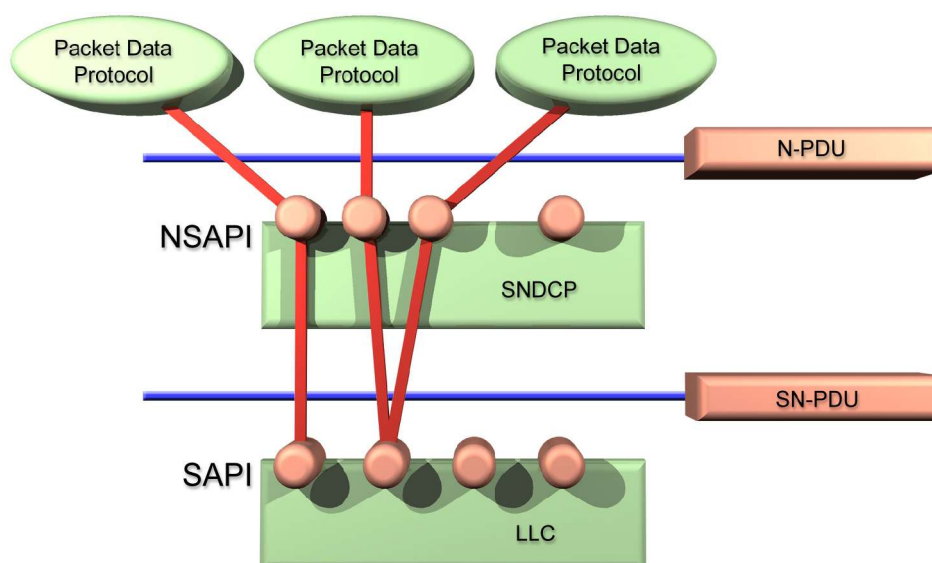 Packet Data
Protocol
Packet Data
Protocol
Packet Data
Protocol
N-PDU
NSAPI
SNDCP
SN-PDU
SAPI
LLC